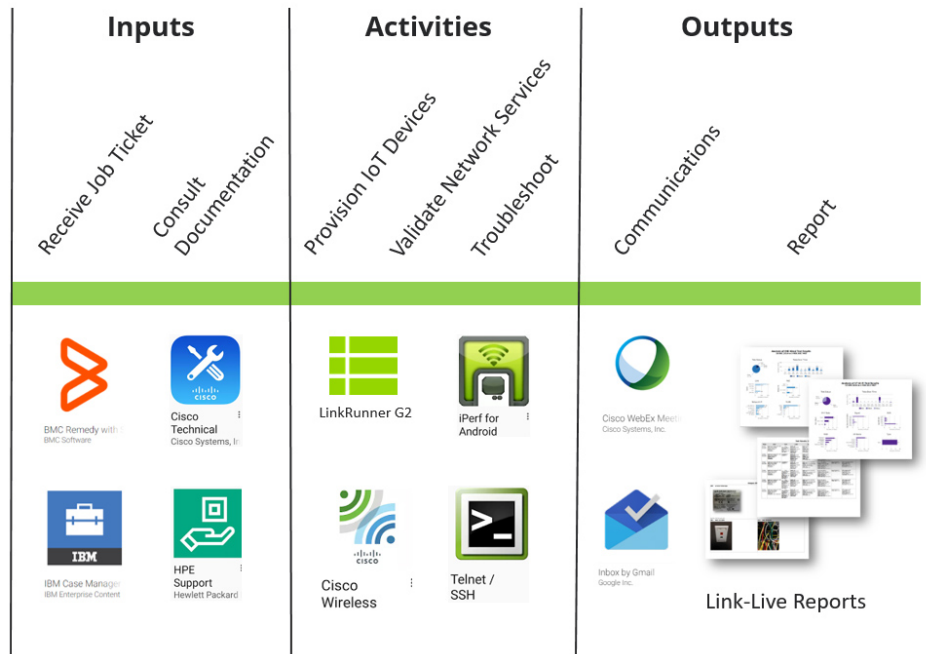 Inputs
Activities
Outputs
Receive Job Ticket
Consult
Documentation
Provision IoT Devices
Validate Network Services
Troubleshoot
Communications
Report
BMC Remedy with
BMC Software
CISCO
Cisco
Technical
Cisco Systems, In
LinkRunner G2
iPerf for
Android
Cisco WebEx Meet
Cisco Systems, Inc.
IBM
IBM Case Manager
IBM Enterprise Content
HPE
Support
Hewlett Packard
CISCO
Cisco
Wireless
>_
Telnet /
SSH
Inbox by Gmail
Google Inc.
Link-Live Reports